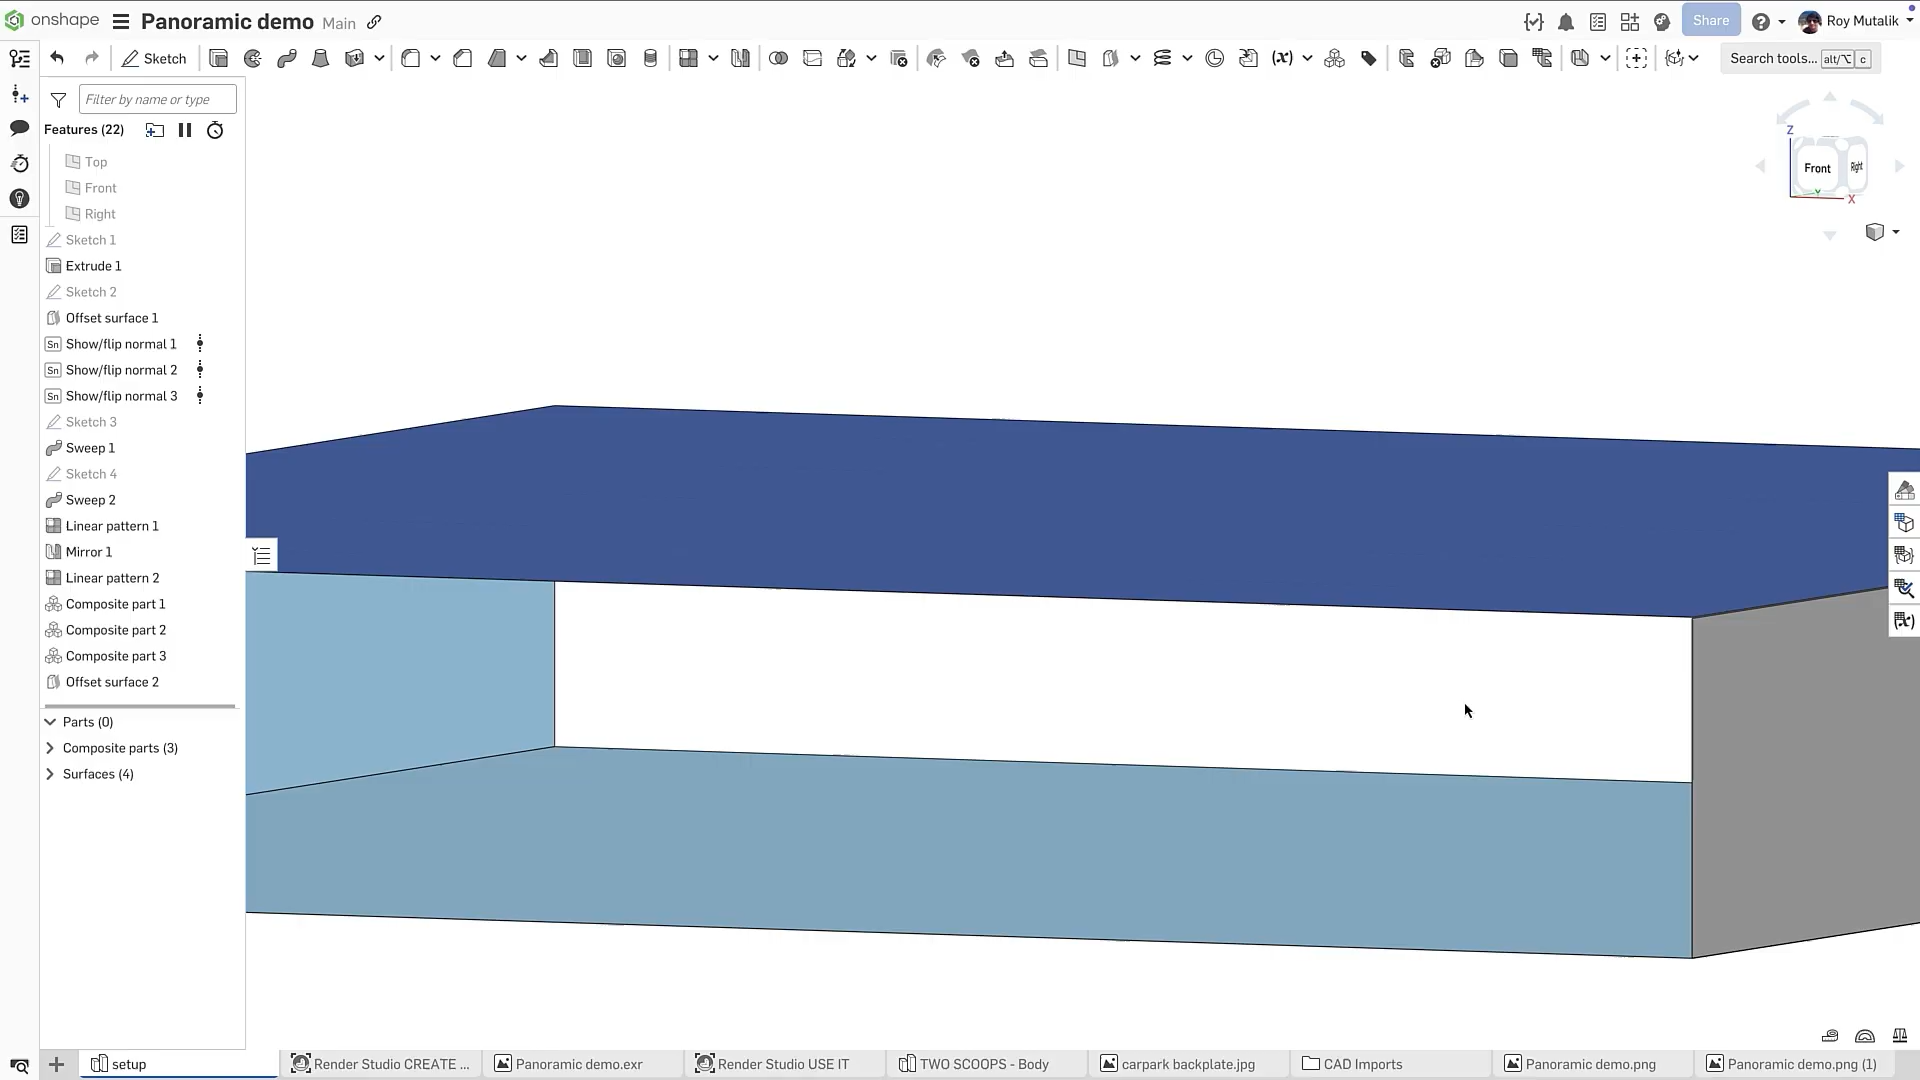 onshape
Panoramic demo Main
Share
Roy Mutalik
Sketch
Search tools... alt/⌥ c
Filter by name or type
Features (22)
Top
Front
Right
Sketch 1
Extrude 1
Sketch 2
Offset surface 1
Sn Show/flip normal 1
Sn Show/flip normal 2
Sn Show/flip normal 3
Sketch 3
Sweep 1
Sketch 4
Sweep 2
Linear pattern 1
Mirror 1
Linear pattern 2
Composite part 1
Composite part 2
Composite part 3
Offset surface 2
Parts (0)
Composite parts (3)
Surfaces (4)
Z
Front
Right
Y
X
setup
Render Studio CREATE ...
Panoramic demo.exr
Render Studio USE IT
TWO SCOOPS - Body
carpark backplate.jpg
CAD Imports
Panoramic demo.png
Panoramic demo.png (1)